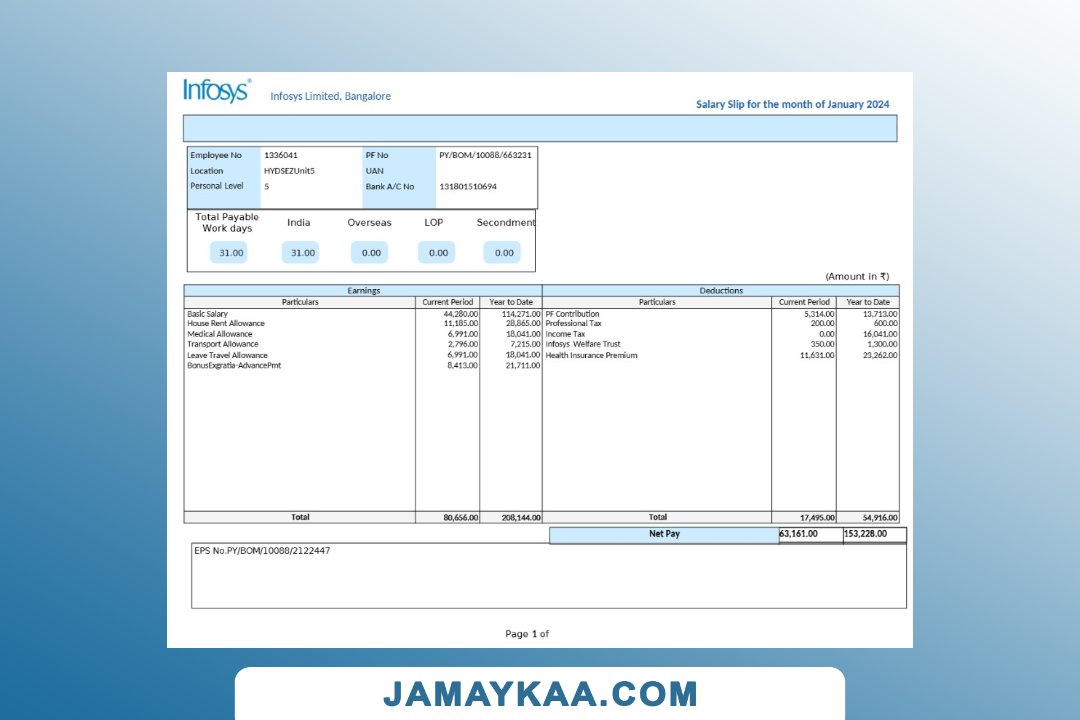 Infosys®
Infosys Limited, Bangalore
Salary Slip for the month of January 2024
Employee No 1336041 PF No PY/BOM/10088/663231
Location HYDSEZUnit5 UAN
Personal Level 5 Bank A/C No 131801510694
Total Payable Work days India Overseas LOP Secondment
31.00 31.00 0.00 0.00 0.00
(Amount in ₹)
Earnings Deductions
Particulars Current Period Year to Date Particulars Current Period Year to Date
Basic Salary 44,280.00 114,271.00 PF Contribution 5,314.00 13,713.00
House Rent Allowance 11,185.00 28,865.00 Professional Tax 200.00 600.00
Medical Allowance 6,991.00 18,041.00 Income Tax 0.00 16,041.00
Transport Allowance 2,796.00 7,215.00 Infosys Welfare Trust 350.00 1,300.00
Leave Travel Allowance 6,991.00 18,041.00 Health Insurance Premium 11,631.00 23,262.00
BonusExgratia-AdvancePmt 8,413.00 21,711.00
Total 80,656.00 208,144.00 Total 17,495.00 54,916.00
Net Pay 63,161.00 153,228.00
EPS No.PY/BOM/10088/2122447
Page 1 of
JAMAYKAA.COM